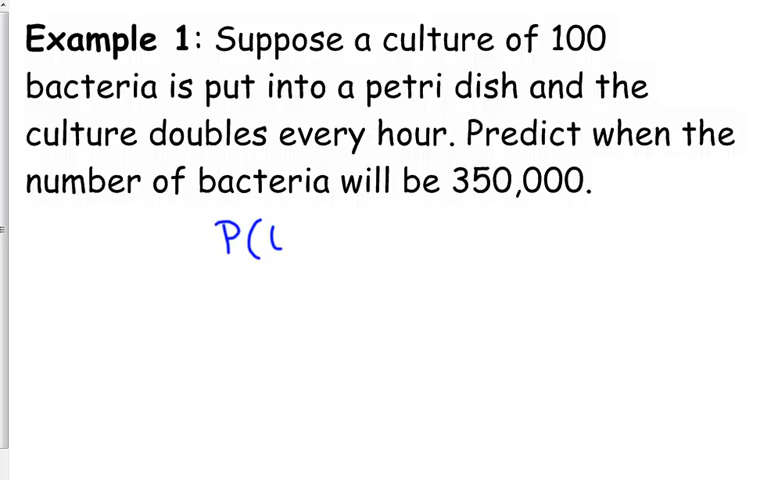 Example 1: Suppose a culture of 100
bacteria is put into a petri dish and the
culture doubles every hour. Predict when the
number of bacteria will be 350,000.
P((